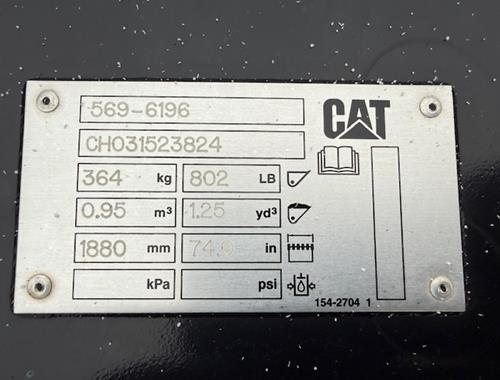 569-6196
CAT
CH031523824
364 kg 802 LB
0.95 m³ 1.25 yd³
1880 mm 74.0 in
kPa psi
154-2704 1